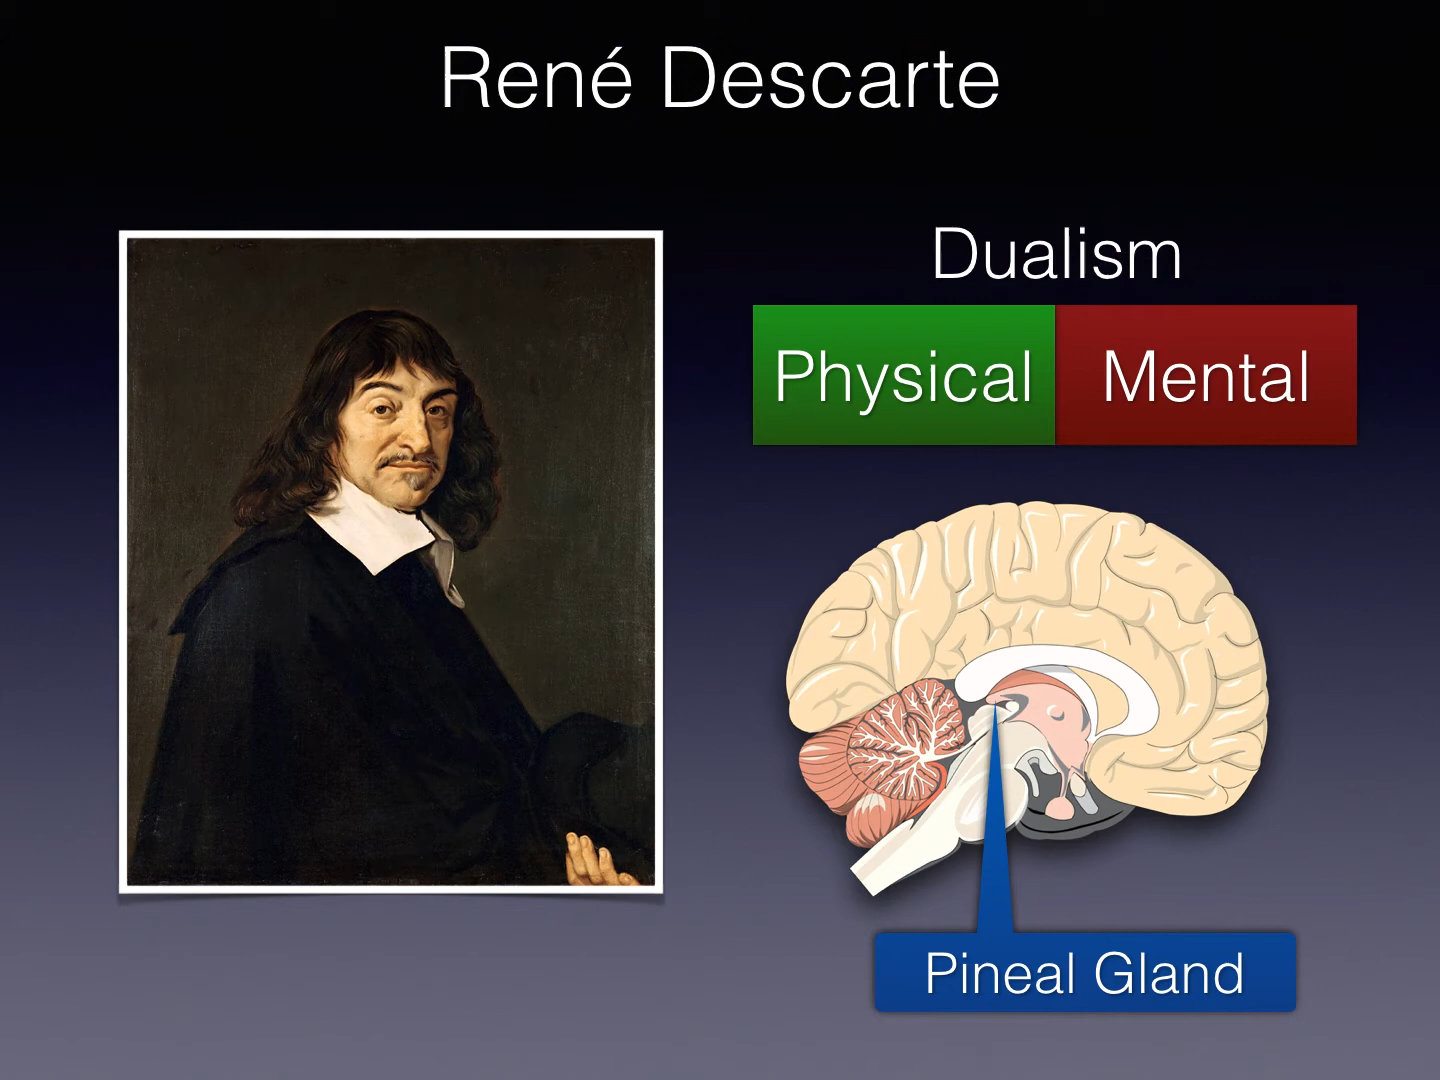 René Descarte
Dualism
Physical
Mental
Pineal Gland